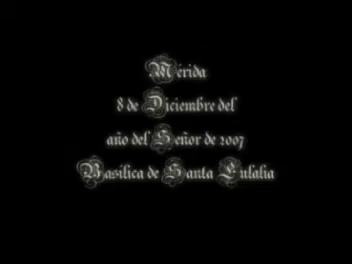 Mérida
8 de Diciembre del
año del Señor de 2007
Basílica de Santa Eulalia